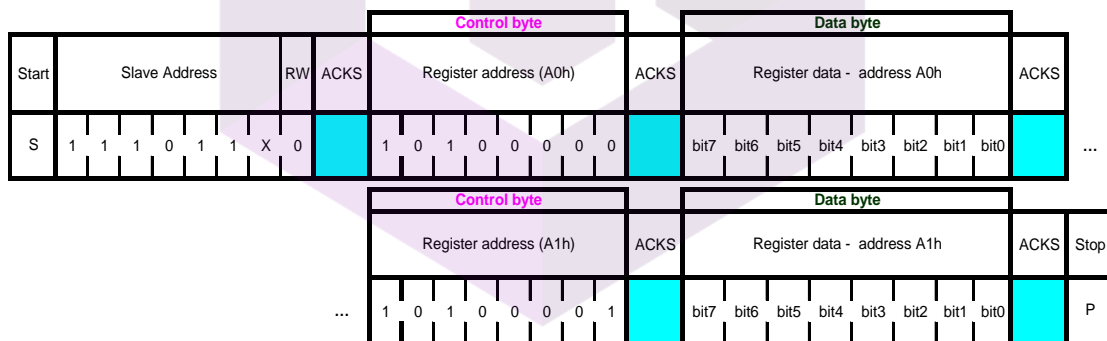 Control byte Data byte
Start Slave Address RW ACKS Register address (A0h) ACKS Register data - address A0h ACKS
S 1 1 1 0 1 1 X 0 1 0 1 0 0 0 0 0 bit7 bit6 bit5 bit4 bit3 bit2 bit1 bit0 ...
Control byte Data byte
Register address (A1h) ACKS Register data - address A1h ACKS Stop
... 1 0 1 0 0 0 0 1 bit7 bit6 bit5 bit4 bit3 bit2 bit1 bit0 P